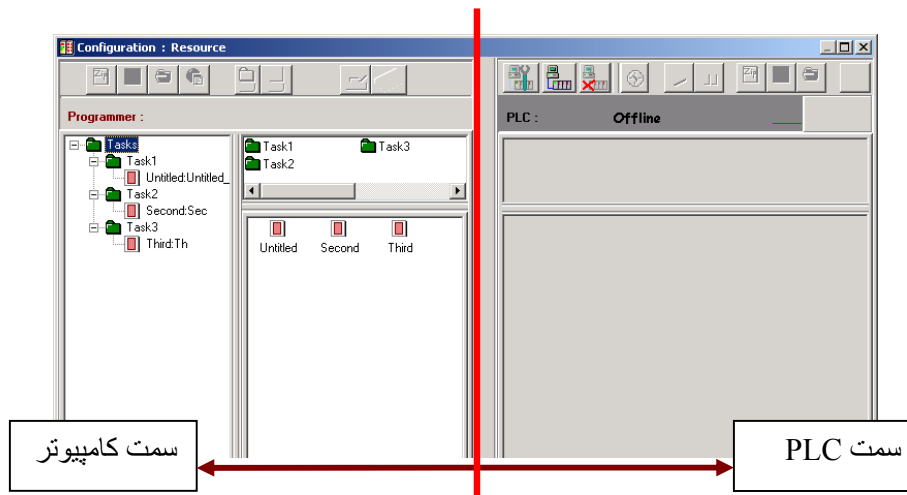 Configuration : Resource
Programmer :
PLC : Offline
Tasks
Task1
Untitled:Untitled_
Task2
Second:Sec
Task3
Third:Th
Task1 Task3
Task2
Untitled Second Third
سمت کامپیوتر
سمت PLC